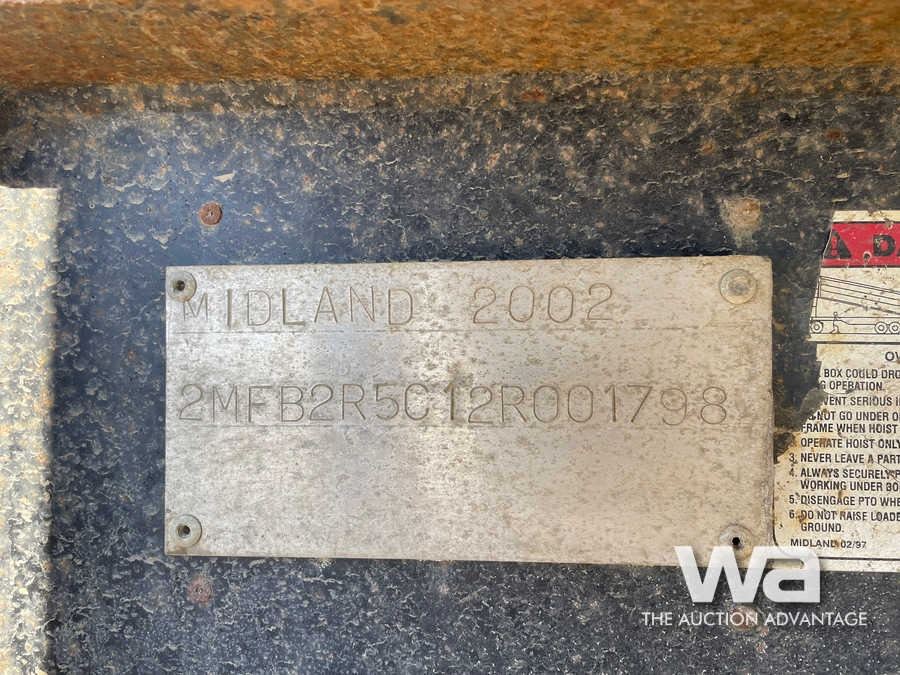 MIDLAND 2002
2MFB2R5C12R001798
OV
BOX COULD DRO
OPERATION.
VENT SERIOUS I
NOT GO UNDER O
FRAME WHEN HOIST
OPERATE HOIST ONLY
3. NEVER LEAVE A PART
4. ALWAYS SECURELY P
WORKING UNDER BO
5. DISENGAGE PTO WHE
6. DO NOT RAISE LOADE
GROUND.
MIDLAND 02/97
wa
THE AUCTION ADVANTAGE